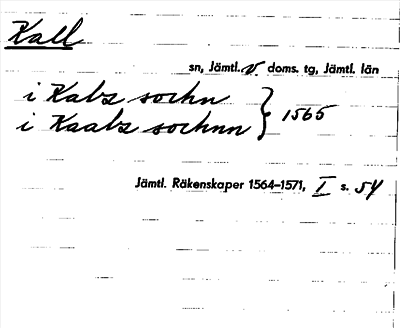 Kall
sn, Jämtl. v. doms. tg, Jämtl. län
i Kalz sochn
i Kaalz sochnn } 1565
Jämtl. Räkenskaper 1564–1571, I s. 54